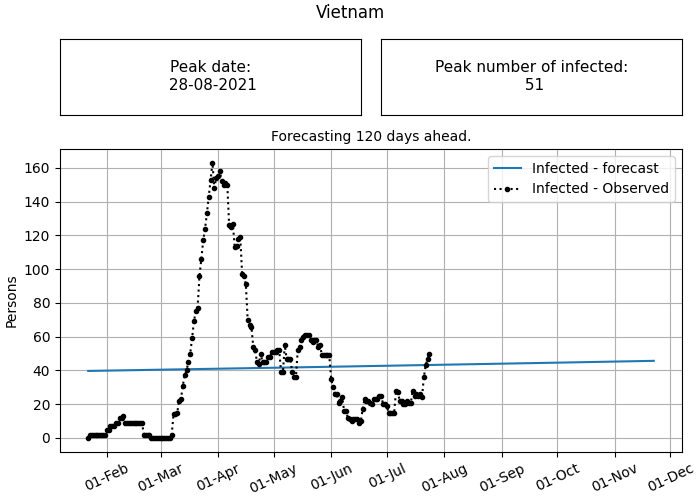 Vietnam
Peak date:
28-08-2021
Peak number of infected:
51
Forecasting 120 days ahead.
Infected - forecast
Infected - Observed
Persons
160
140
120
100
80
60
40
20
0
01-Feb
01-Mar
01-Apr
01-May
01-Jun
01-Jul
01-Aug
01-Sep
01-Oct
01-Nov
01-Dec